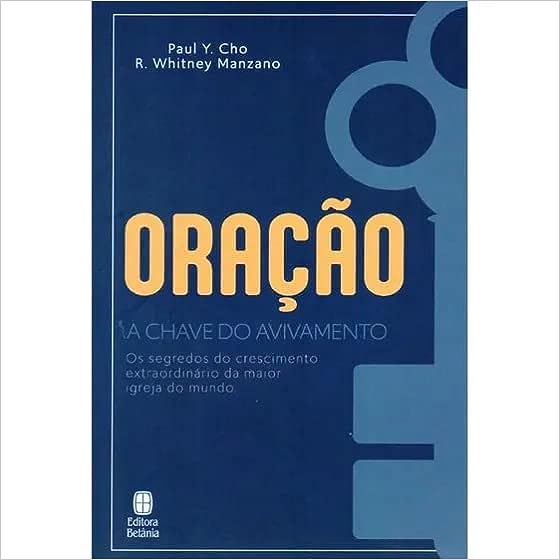 Paul Y. Cho
R. Whitney Manzano
ORAÇÃO
A CHAVE DO AVIVAMENTO
Os segredos do crescimento
extraordinário da maior
igreja do mundo.
Editora
Betânia